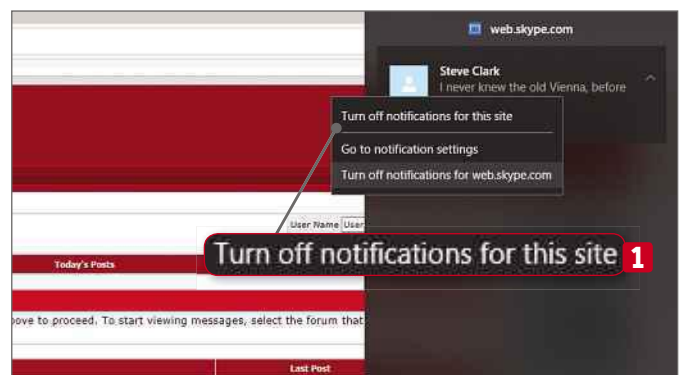 web.skype.com
Steve Clark
I never knew the old Vienna, before
Turn off notifications for this site
Go to notification settings
Turn off notifications for web.skype.com
User Name User
Turn off notifications for this site 1
Today's Posts
ove to proceed. To start viewing messages, select the forum that
Last Post